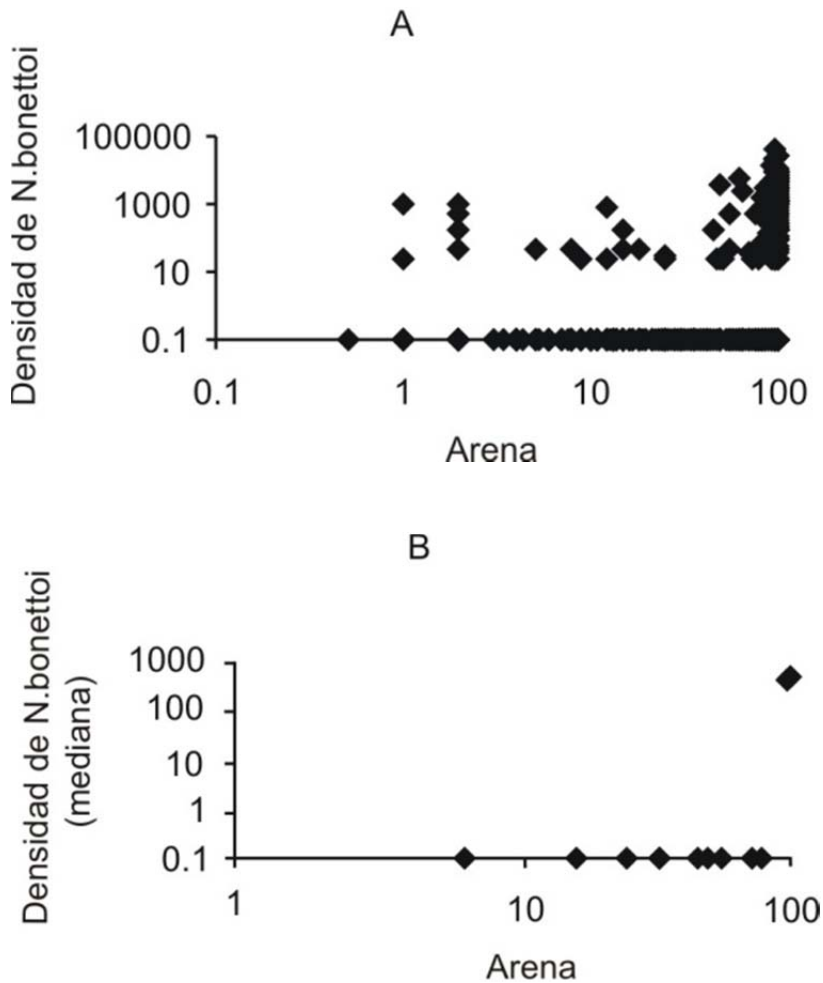 A
Densidad de N.bonettoi
100000
1000
10
0.1
0.1 1 10 100
Arena
B
Densidad de N.bonettoi
(mediana)
1000
100
10
1
0.1
1 10 100
Arena